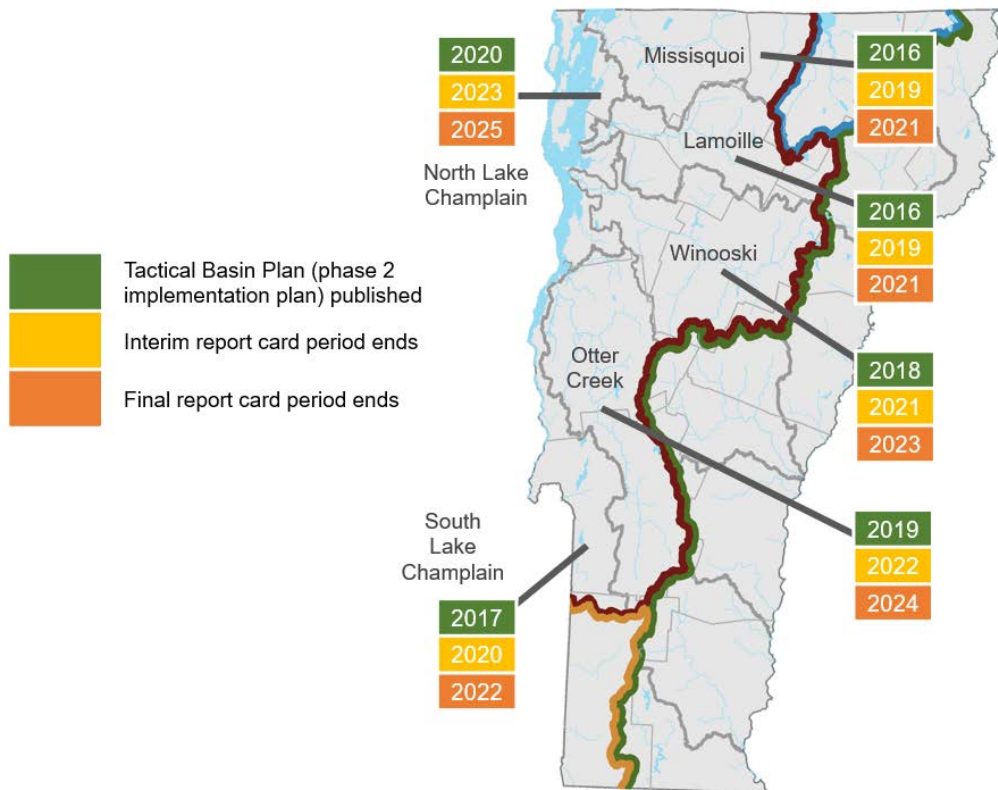 2020
2023
2025
North Lake
Champlain
Missisquoi
2016
2019
2021
Lamoille
2016
2019
2021
Winooski
2018
2021
2023
Otter
Creek
2019
2022
2024
South
Lake
Champlain
2017
2020
2022
Tactical Basin Plan (phase 2
implementation plan) published
Interim report card period ends
Final report card period ends